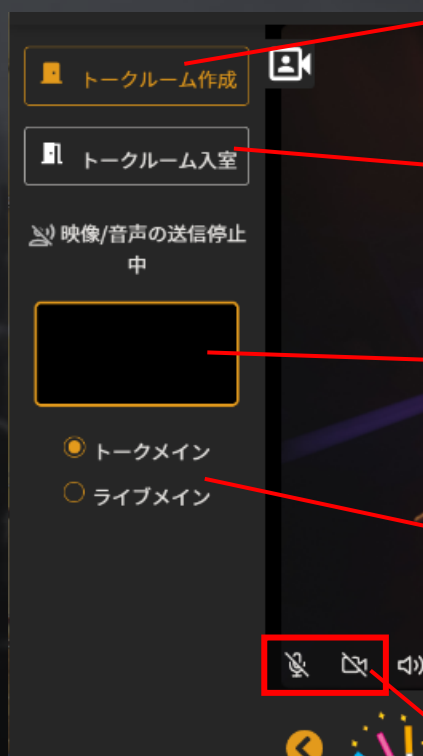 トークルーム作成
トークルーム入室
映像/音声の送信停止
中
トークメイン
ライブメイン